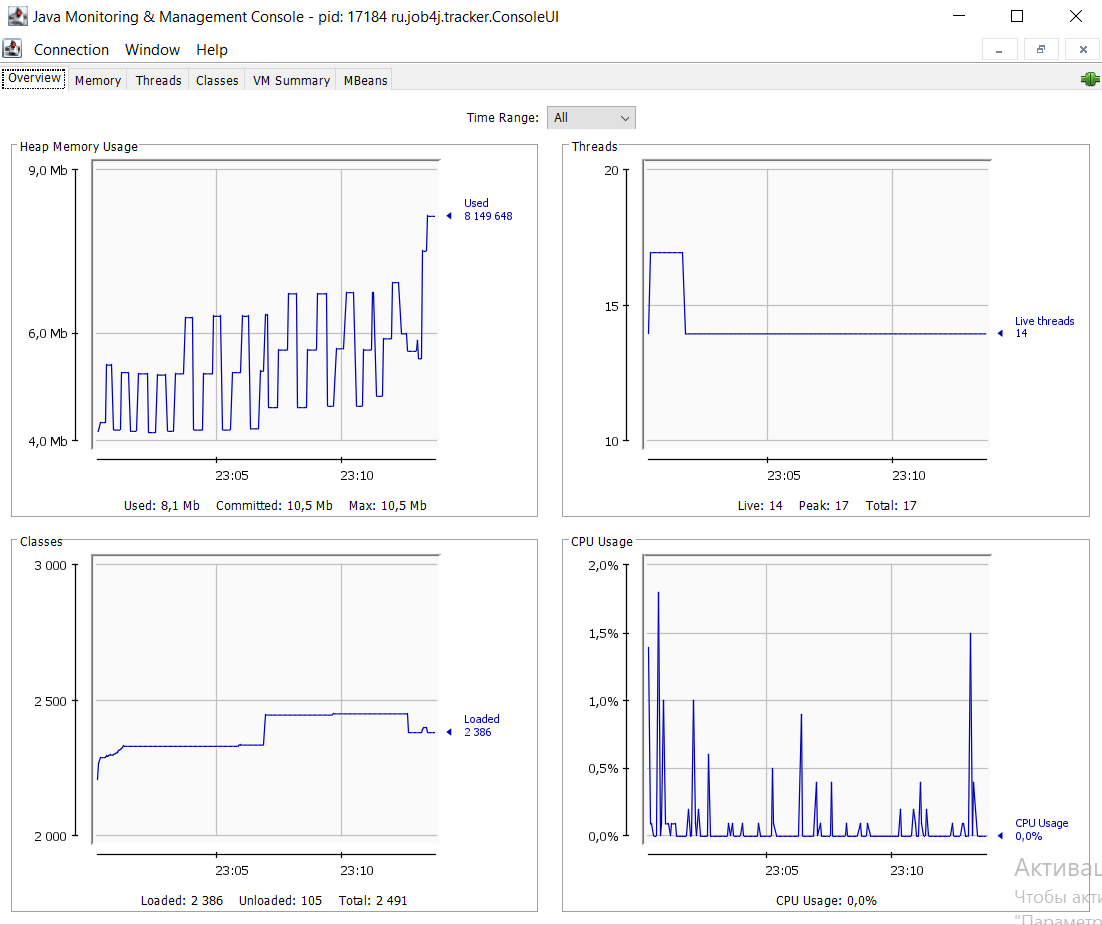 Java Monitoring & Management Console - pid: 17184 ru.job4j.tracker.ConsoleUI
Connection Window Help
Overview Memory Threads Classes VM Summary MBeans
Time Range: All
Heap Memory Usage
9,0 Mb
6,0 Mb
4,0 Mb
Used
8 149 648
23:05 23:10
Used: 8,1 Mb Committed: 10,5 Mb Max: 10,5 Mb
Threads
20
15
10
Live threads
14
23:05 23:10
Live: 14 Peak: 17 Total: 17
Classes
3 000
2 500
2 000
Loaded
2 386
23:05 23:10
Loaded: 2 386 Unloaded: 105 Total: 2 491
CPU Usage
2,0%
1,5%
1,0%
0,5%
0,0%
CPU Usage
0,0%
23:05 23:10
CPU Usage: 0,0%
Чтобы